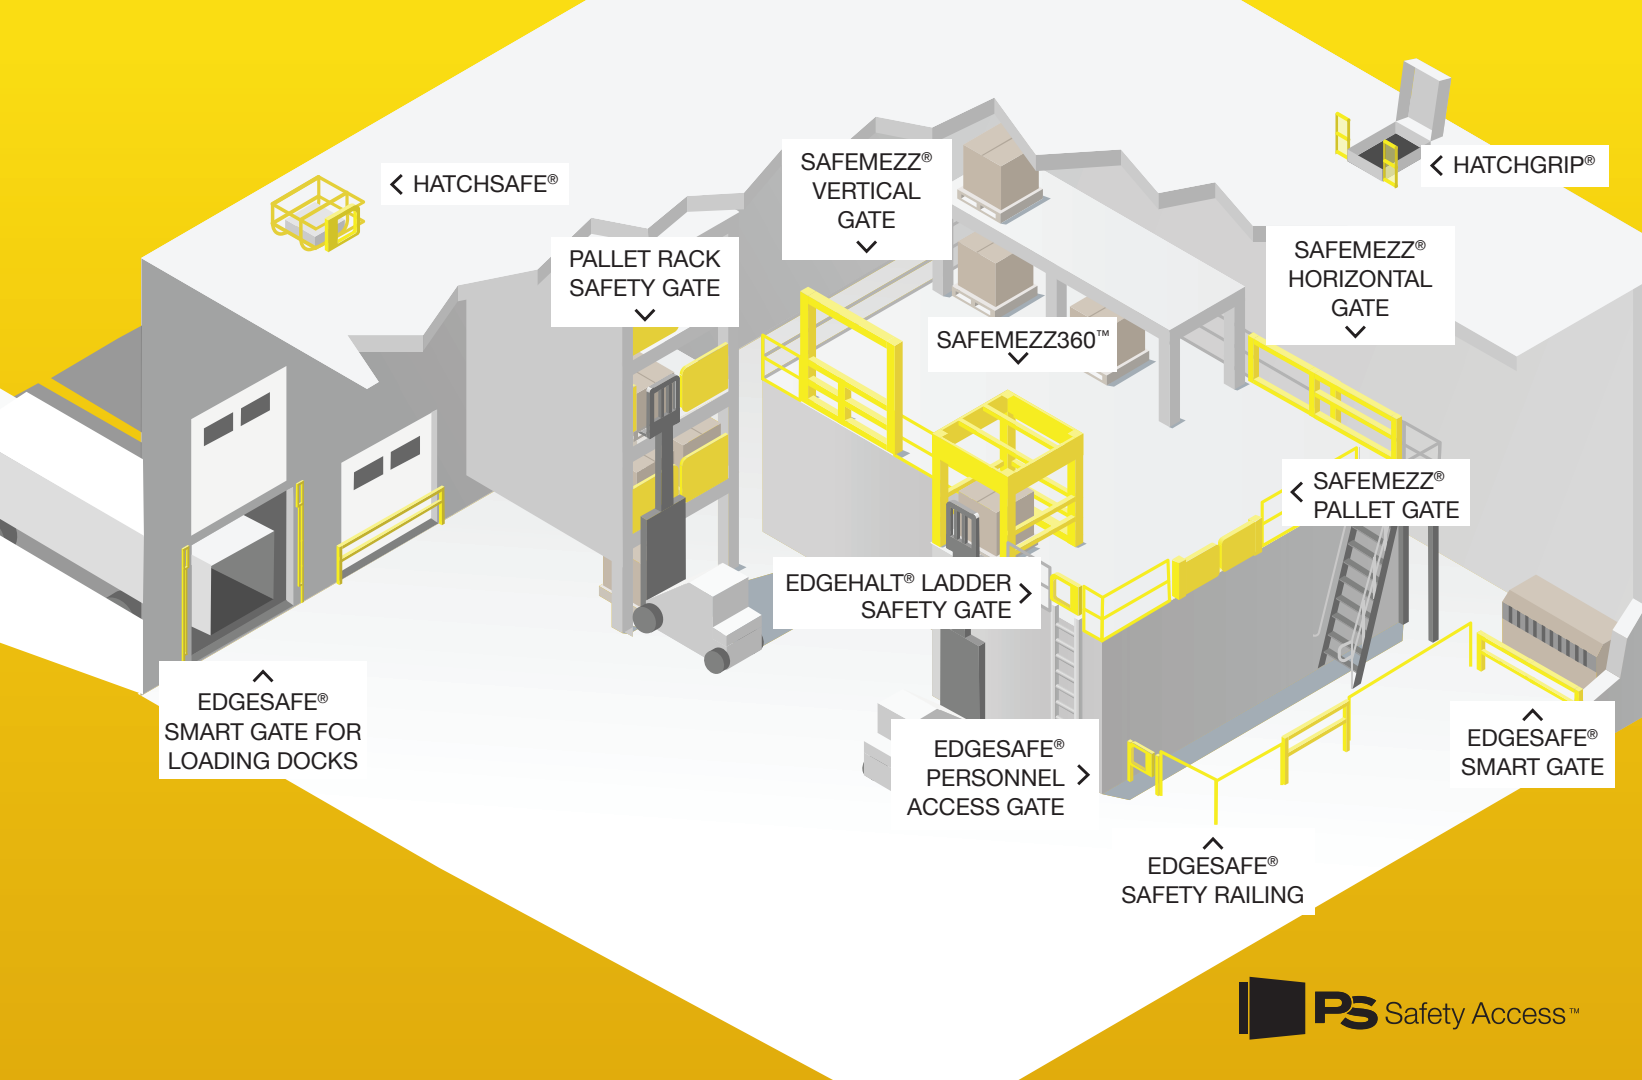 HATCHSAFE®
SAFEMEZZ®
VERTICAL
GATE
HATCHGRIP®
PALLET RACK
SAFETY GATE
SAFEMEZZ®
HORIZONTAL
GATE
SAFEMEZZ360™
SAFEMEZZ®
PALLET GATE
EDGEHALT® LADDER
SAFETY GATE
EDGESAFE®
SMART GATE FOR
LOADING DOCKS
EDGESAFE®
PERSONNEL
ACCESS GATE
EDGESAFE®
SMART GATE
EDGESAFE®
SAFETY RAILING
PS Safety Access™